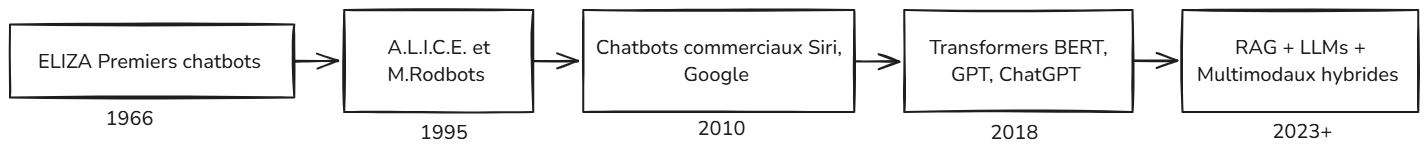 ELIZA Premiers chatbots
1966
A.L.I.C.E. et
M.Rodbots
1995
Chatbots commerciaux Siri,
Google
2010
Transformers BERT,
GPT, ChatGPT
2018
RAG + LLMs +
Multimodaux hybrides
2023+